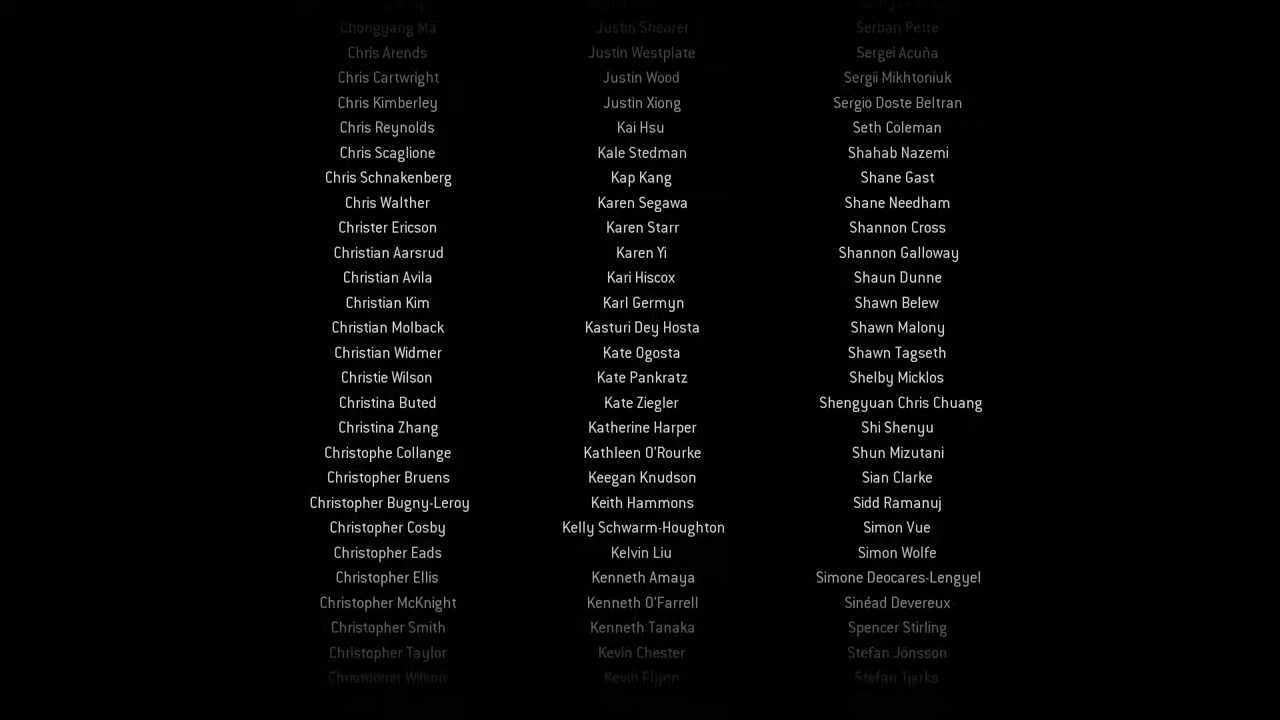 Chongyang Ma
Chris Arends
Chris Cartwright
Chris Kimberley
Chris Reynolds
Chris Scaglione
Chris Schnakenberg
Chris Walther
Christer Ericson
Christian Aarsrud
Christian Avila
Christian Kim
Christian Molback
Christian Widmer
Christie Wilson
Christina Buted
Christina Zhang
Christophe Collange
Christopher Bruens
Christopher Bugny-Leroy
Christopher Cosby
Christopher Eads
Christopher Ellis
Christopher McKnight
Christopher Smith
Christopher Taylor
Christopher Wilson
Justin Shearer
Justin Westplate
Justin Wood
Justin Xiong
Kai Hsu
Kale Stedman
Kap Kang
Karen Segawa
Karen Starr
Karen Yi
Kari Hiscox
Karl Germyn
Kasturi Dey Hosta
Kate Ogosta
Kate Pankratz
Kate Ziegler
Katherine Harper
Kathleen O'Rourke
Keegan Knudson
Keith Hammons
Kelly Schwarm-Houghton
Kelvin Liu
Kenneth Amaya
Kenneth O'Farrell
Kenneth Tanaka
Kevin Chester
Kevin Flynn
Serban Petre
Sergei Acuña
Sergii Mikhtoniuk
Sergio Doste Beltran
Seth Coleman
Shahab Nazemi
Shane Gast
Shane Needham
Shannon Cross
Shannon Galloway
Shaun Dunne
Shawn Belew
Shawn Malony
Shawn Tagseth
Shelby Micklos
Shengyuan Chris Chuang
Shi Shenyu
Shun Mizutani
Sian Clarke
Sidd Ramanuj
Simon Vue
Simon Wolfe
Simone Deocares-Lengyel
Sinéad Devereux
Spencer Stirling
Stefan Jönsson
Stefan Tjerks